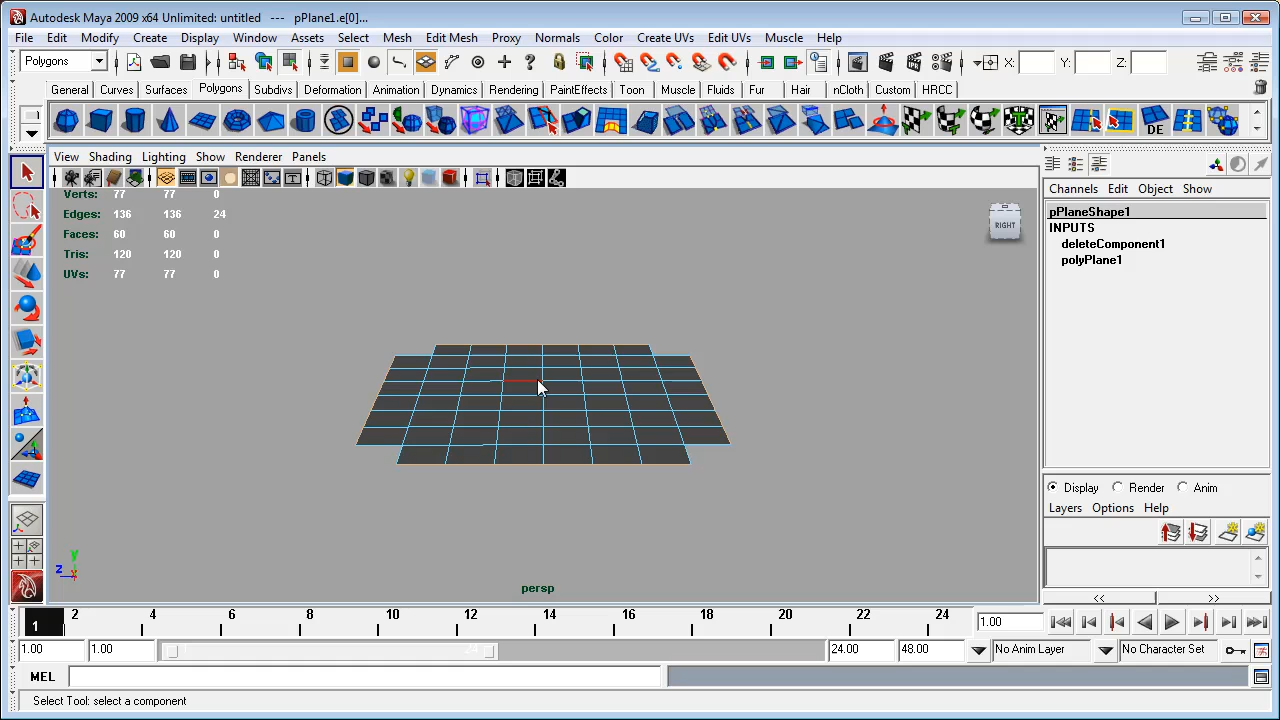 Autodesk Maya 2009 x64 Unlimited: untitled --- pPlane1.e[0]...
File Edit Modify Create Display Window Assets Select Mesh Edit Mesh Proxy Normals Color Create UVs Edit UVs Muscle Help
Polygons X: Y: Z:
General Curves Surfaces Polygons Subdivs Deformation Animation Dynamics Rendering PaintEffects Toon Muscle Fluids Fur Hair nCloth Custom HRCC
DE
View Shading Lighting Show Renderer Panels
Verts: 77 77 0
Edges: 136 136 24
Faces: 60 60 0
Tris: 120 120 0
UVs: 77 77 0
RIGHT
y
z x
persp
Channels Edit Object Show
pPlaneShape1
INPUTS
deleteComponent1
polyPlane1
Display Render Anim
Layers Options Help
<< >>
1 2 4 6 8 10 12 14 16 18 20 22 24 1.00
1.00 1.00 1 24 24.00 48.00 No Anim Layer No Character Set
MEL
Select Tool: select a component